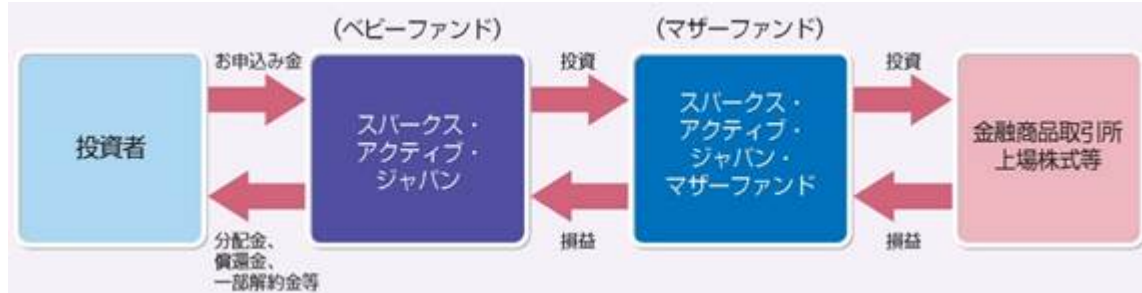 (ベビーファンド)
(マザーファンド)
お申込み金
投資
投資
投資者
スパークス・
アクティブ・
ジャパン
スパークス・
アクティブ・
ジャパン・
マザーファンド
金融商品取引所
上場株式等
分配金、
償還金、
一部解約金等
損益
損益